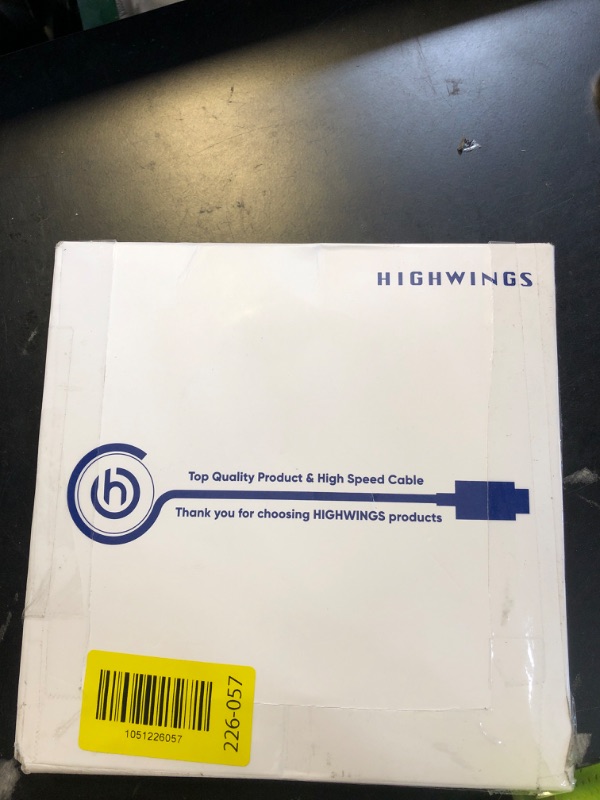 HIGHWINGS
h
Top Quality Product & High Speed Cable
Thank you for choosing HIGHWINGS products
1051226057
226-057